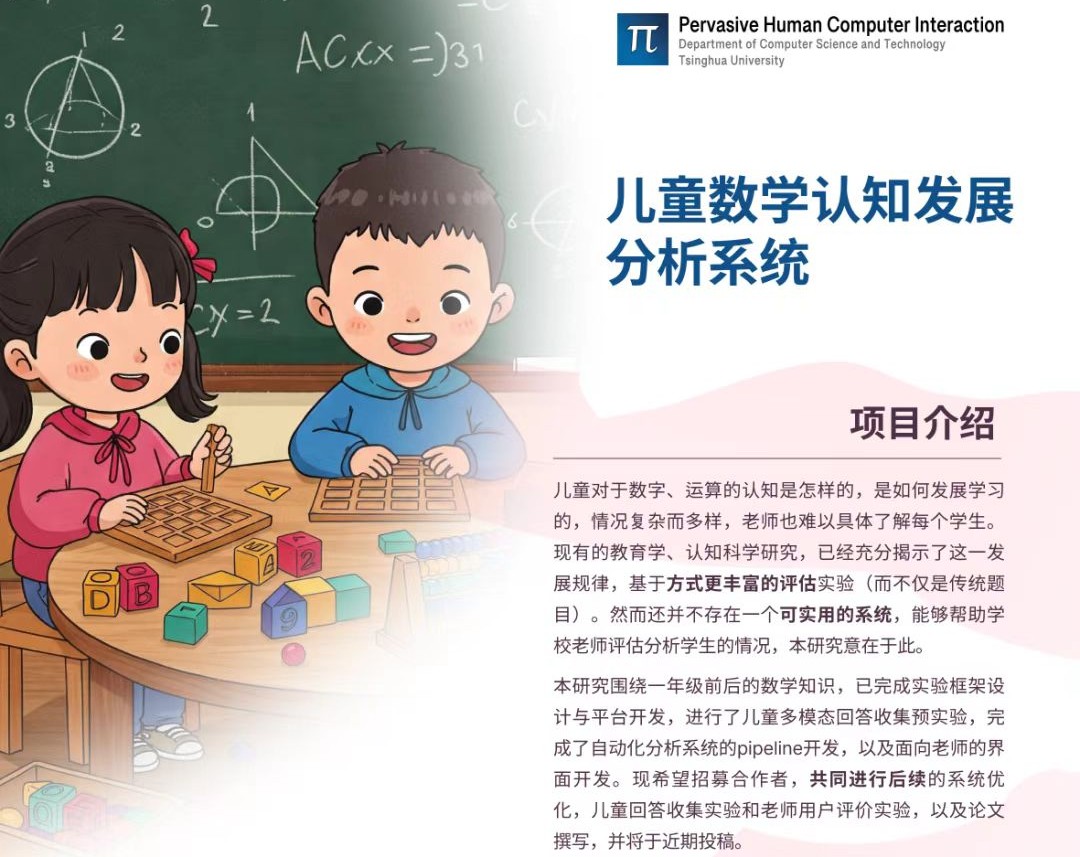 2
1
2
3
2
ACxx =)31
1
0
6
CX=2
π
Pervasive Human Computer Interaction
Department of Computer Science and Technology
Tsinghua University
儿童数学认知发展
分析系统
A
A
2
D
B
9
项目介绍
儿童对于数字、运算的认知是怎样的，是如何发展学习
的，情况复杂而多样，老师也难以具体了解每个学生。
现有的教育学、认知科学研究，已经充分揭示了这一发
展规律，基于方式更丰富的评估实验（而不仅是传统题
目）。然而还并不存在一个可实用的系统，能够帮助学
校老师评估分析学生的情况，本研究意在于此。
本研究围绕一年级前后的数学知识，已完成实验框架设
计与平台开发，进行了儿童多模态回答收集预实验，完
成了自动化分析系统的pipeline开发，以及面向老师的界
面开发。现希望招募合作者，共同进行后续的系统优
化，儿童回答收集实验和老师用户评价实验，以及论文
撰写，并将于近期投稿。